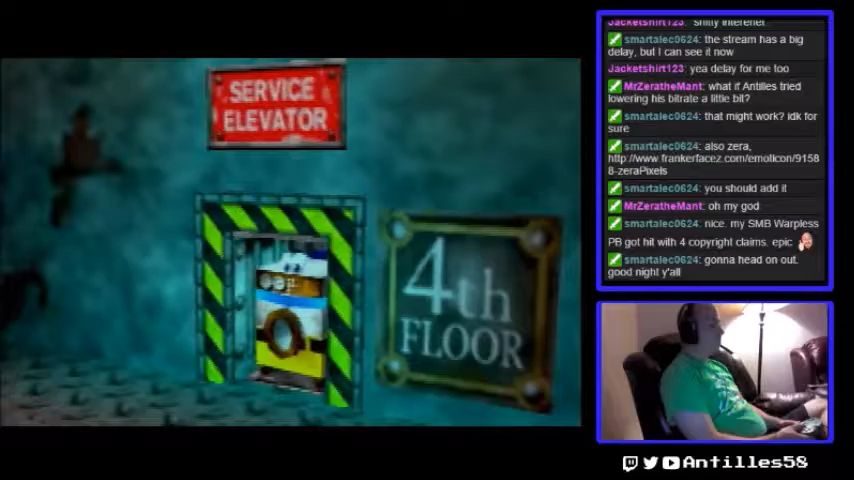 SERVICE
ELEVATOR
4th
FLOOR
Jacketshirt123: shitty interenet
smartalec0624: the stream has a big
delay, but I can see it now
Jacketshirt123: yea delay for me too
MrZeratheMant: what if Antilles tried
lowering his bitrate a little bit?
smartalec0624: that might work? idk for
sure
smartalec0624: also zera,
http://www.frankerfacez.com/emoticon/9158
8-zeraPixels
smartalec0624: you should add it
MrZeratheMant: oh my god
smartalec0624: nice. my SMB Warpless
PB got hit with 4 copyright claims. epic
smartalec0624: gonna head on out.
good night y'all
Antilles58